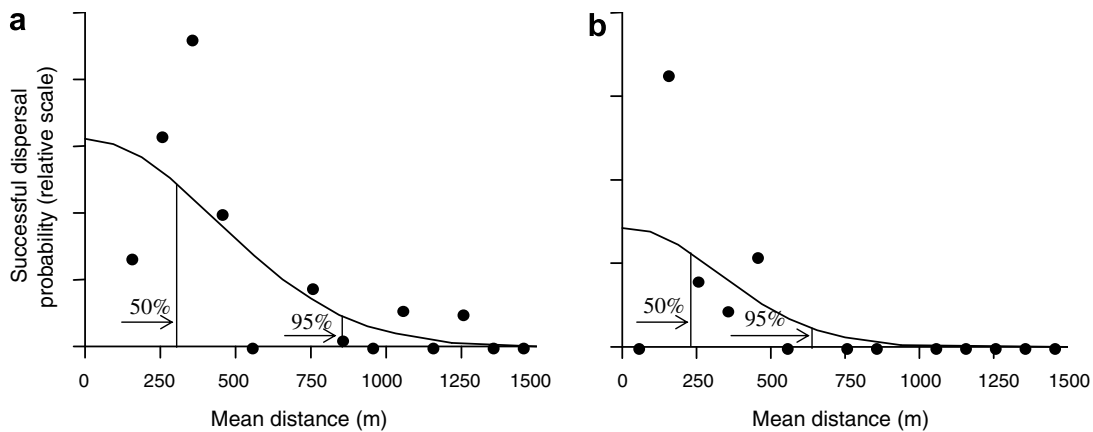 a
Successful dispersal
probability (relative scale)
50%
95%
0 250 500 750 1000 1250 1500
Mean distance (m)
b
50%
95%
0 250 500 750 1000 1250 1500
Mean distance (m)